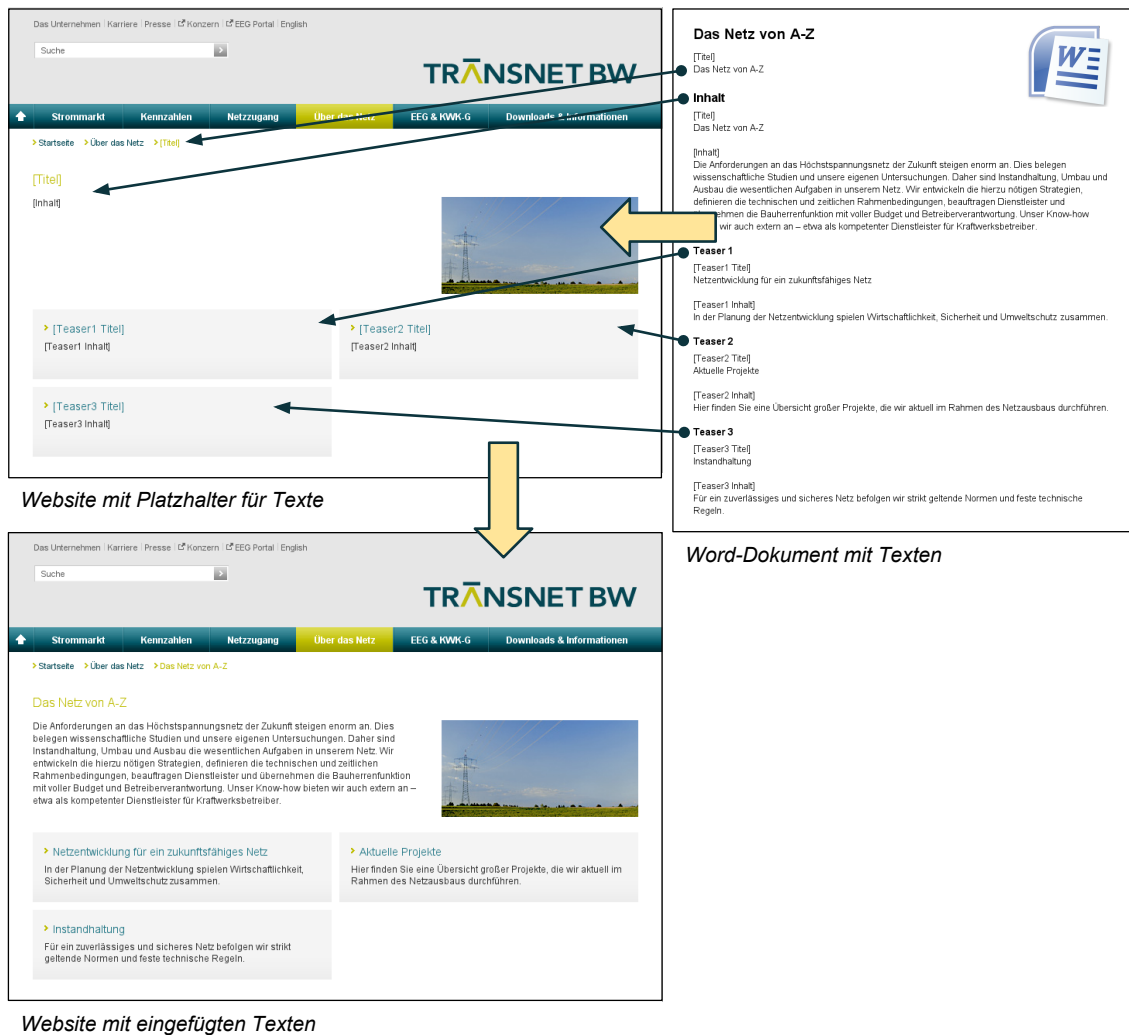 Das Unternehmen | Karriere | Presse | Konzern | EEG Portal | English
Suche
TRΛNSNET BW
Strommarkt Kennzahlen Netzzugang Über das Netz EEG & KWK-G Downloads & Informationen
Startseite Über das Netz [Titel]
[Titel]
[Inhalt]
[Teaser1 Titel]
[Teaser1 Inhalt]
[Teaser2 Titel]
[Teaser2 Inhalt]
[Teaser3 Titel]
[Teaser3 Inhalt]
Website mit Platzhalter für Texte
Das Netz von A-Z
[Titel]
Das Netz von A-Z
Inhalt
[Titel]
Das Netz von A-Z
[Inhalt]
Die Anforderungen an das Höchstspannungsnetz der Zukunft steigen enorm an. Dies belegen
wissenschaftliche Studien und unsere eigenen Untersuchungen. Daher sind Instandhaltung, Umbau und
Ausbau die wesentlichen Aufgaben in unserem Netz. Wir entwickeln die hierzu nötigen Strategien,
definieren die technischen und zeitlichen Rahmenbedingungen, beauftragen Dienstleister und
die Bauherrenfunktion mit voller Budget und Betreiberverantwortung. Unser Know-how
wir auch extern an – etwa als kompetenter Dienstleister für Kraftwerksbetreiber.
Teaser 1
[Teaser1 Titel]
Netzentwicklung für ein zukunftsfähiges Netz
[Teaser1 Inhalt]
In der Planung der Netzentwicklung spielen Wirtschaftlichkeit, Sicherheit und Umweltschutz zusammen.
Teaser 2
[Teaser2 Titel]
Aktuelle Projekte
[Teaser2 Inhalt]
Hier finden Sie eine Übersicht großer Projekte, die wir aktuell im Rahmen des Netzausbaus durchführen.
Teaser 3
[Teaser3 Titel]
Instandhaltung
[Teaser3 Inhalt]
Für ein zuverlässiges und sicheres Netz befolgen wir strikt geltende Normen und feste technische
Regeln.
W
Word-Dokument mit Texten
Das Unternehmen | Karriere | Presse | Konzern | EEG Portal | English
Suche
TRΛNSNET BW
Strommarkt Kennzahlen Netzzugang Über das Netz EEG & KWK-G Downloads & Informationen
Startseite Über das Netz Das Netz von A-Z
Das Netz von A-Z
Die Anforderungen an das Höchstspannungsnetz der Zukunft steigen enorm an. Dies
belegen wissenschaftliche Studien und unsere eigenen Untersuchungen. Daher sind
Instandhaltung, Umbau und Ausbau die wesentlichen Aufgaben in unserem Netz. Wir
entwickeln die hierzu nötigen Strategien, definieren die technischen und zeitlichen
Rahmenbedingungen, beauftragen Dienstleister und übernehmen die Bauherrenfunktion
mit voller Budget und Betreiberverantwortung. Unser Know-how bieten wir auch extern an –
etwa als kompetenter Dienstleister für Kraftwerksbetreiber.
Netzentwicklung für ein zukunftsfähiges Netz
In der Planung der Netzentwicklung spielen Wirtschaftlichkeit,
Sicherheit und Umweltschutz zusammen.
Aktuelle Projekte
Hier finden Sie eine Übersicht großer Projekte, die wir aktuell im
Rahmen des Netzausbaus durchführen.
Instandhaltung
Für ein zuverlässiges und sicheres Netz befolgen wir strikt
geltende Normen und feste technische Regeln.
Website mit eingefügten Texten